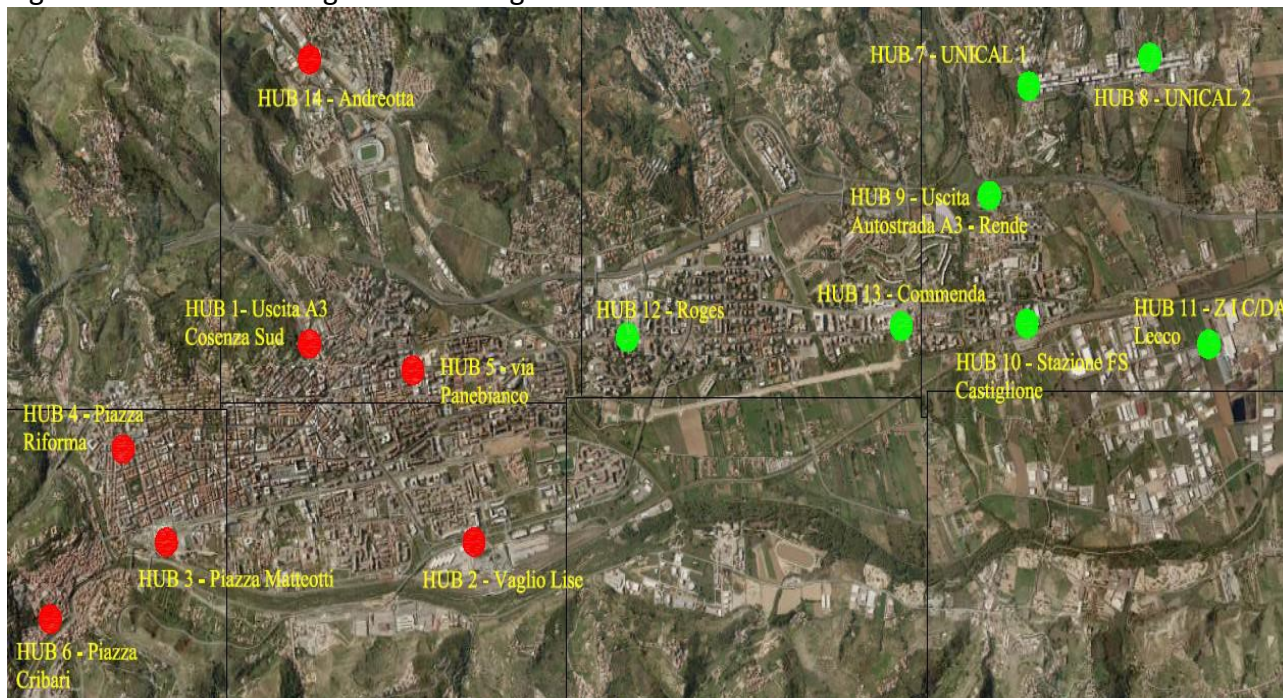 HUB 14 - Andreotta
HUB 7 - UNICAL 1
HUB 8 - UNICAL 2
HUB 9 - Uscita
Autostrada A3 - Rende
HUB 1- Uscita A3
Cosenza Sud
HUB 5 - via
Panebianco
HUB 12 - Roges
HUB 13 - Commenda
HUB 11 - Z I C/DA
Lecco
HUB 10 - Stazione FS
Castiglione
HUB 4 - Piazza
Riforma
HUB 3 - Piazza Matteotti
HUB 2 - Vaglio Lise
HUB 6 - Piazza
Cribari